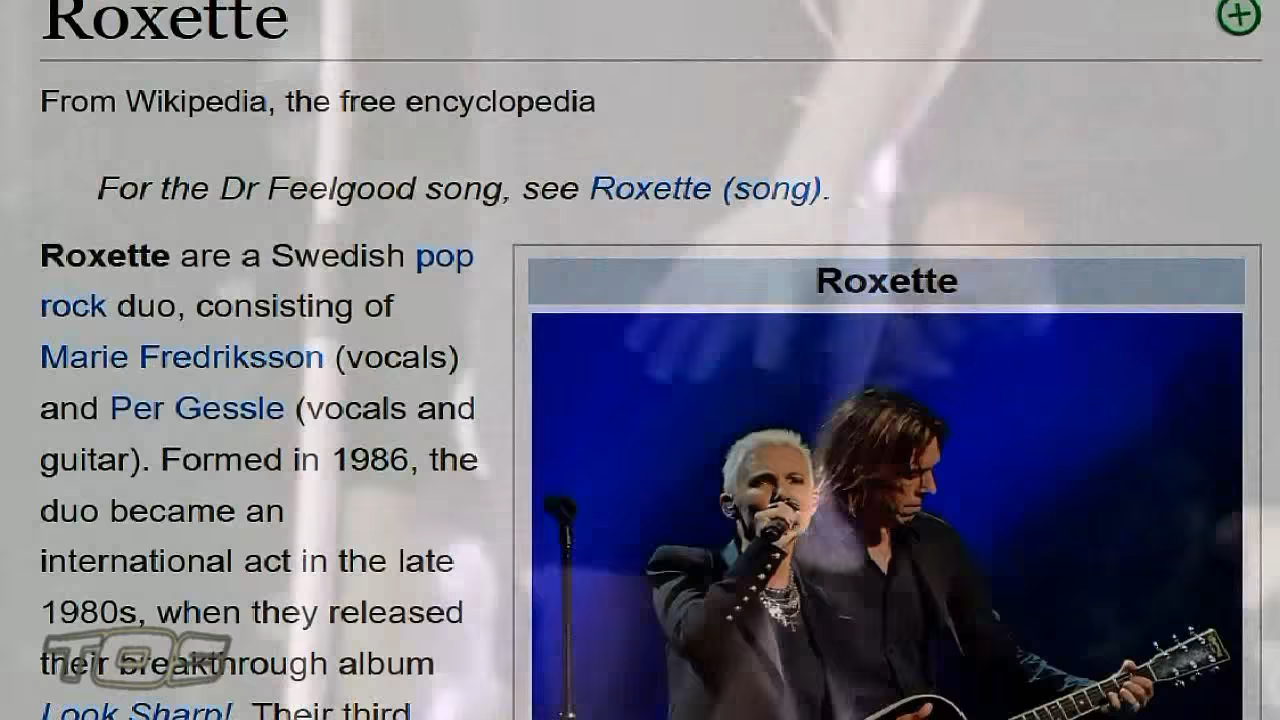 Roxette
From Wikipedia, the free encyclopedia
For the Dr Feelgood song, see Roxette (song).
Roxette are a Swedish pop
rock duo, consisting of
Marie Fredriksson (vocals)
and Per Gessle (vocals and
guitar). Formed in 1986, the
duo became an
international act in the late
1980s, when they released
their breakthrough album
Look Sharp! Their third
Roxette